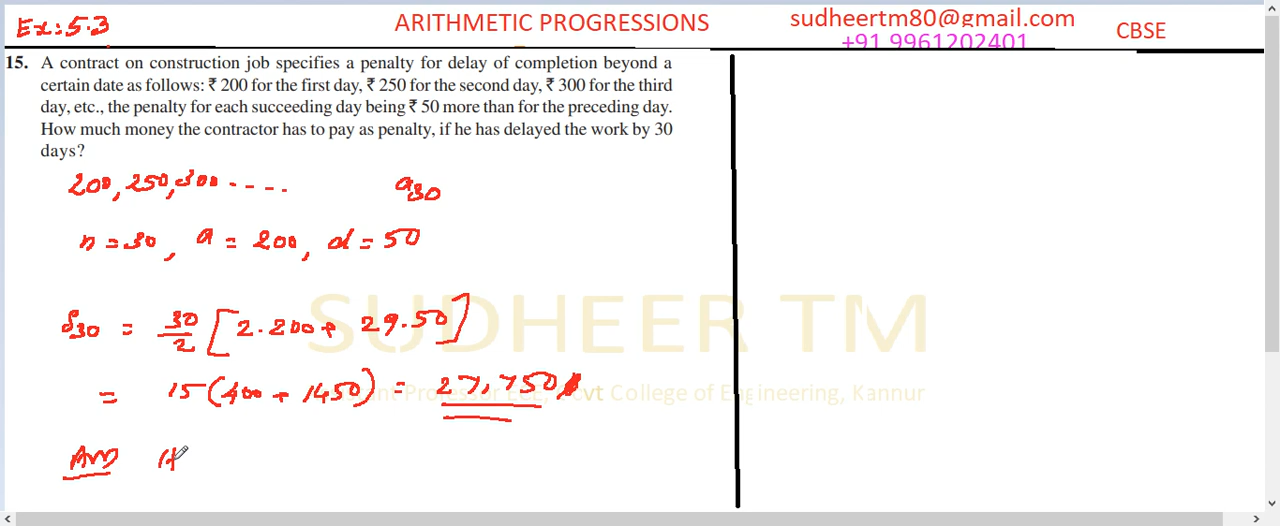 Ex: 5.3
ARITHMETIC PROGRESSIONS
sudheertm80@gmail.com
+91 9961202401
CBSE
15. A contract on construction job specifies a penalty for delay of completion beyond a
certain date as follows: ₹ 200 for the first day, ₹ 250 for the second day, ₹ 300 for the third
day, etc., the penalty for each succeeding day being ₹ 50 more than for the preceding day.
How much money the contractor has to pay as penalty, if he has delayed the work by 30
days?
200, 250, 300 ----. a30
n = 30, a = 200, d = 50
SUDHEER TM
S30 = 30/2 [2.200 + 29.50]
= 15 (400 + 1450) = 27,750
College of Engineering, Kannur
Ans